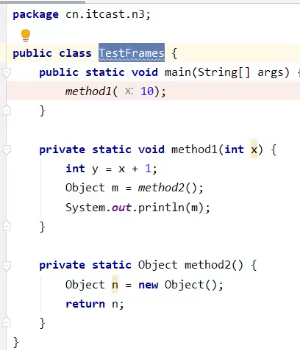 package cn.itcast.n3;
public class TestFrames {
public static void main(String[] args) {
method1( x: 10);
}
private static void method1(int x) {
int y = x + 1;
Object m = method2();
System.out.println(m);
}
private static Object method2() {
Object n = new Object();
return n;
}
}